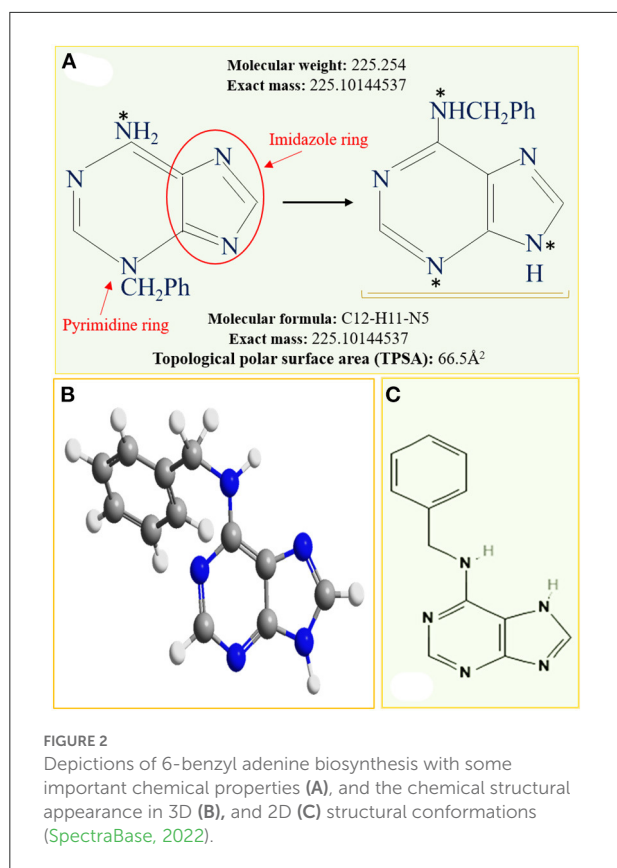 A
Molecular weight: 225.254
Exact mass: 225.10144537
*
NH₂
N
N
N
N
CH₂Ph
Imidazole ring
Pyrimidine ring
*
NHCH₂Ph
N
N
N
*
N
*
H
Molecular formula: C12-H11-N5
Exact mass: 225.10144537
Topological polar surface area (TPSA): 66.5Å²
B
C
H
N
H
N
N
N
N
FIGURE 2
Depictions of 6-benzyl adenine biosynthesis with some
important chemical properties (A), and the chemical structural
appearance in 3D (B), and 2D (C) structural conformations
(SpectraBase, 2022).